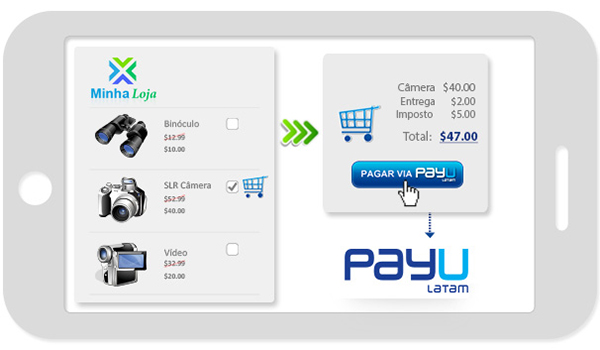 Minha Loja
Binóculo
$12.99
$10.00
SLR Câmera
$52.99
$40.00
Vídeo
$32.99
$20.00
Câmera $40.00
Entrega $2.00
Imposto $5.00
Total: $47.00
PAGAR VIA PAYU LATAM
PAYU
LATAM